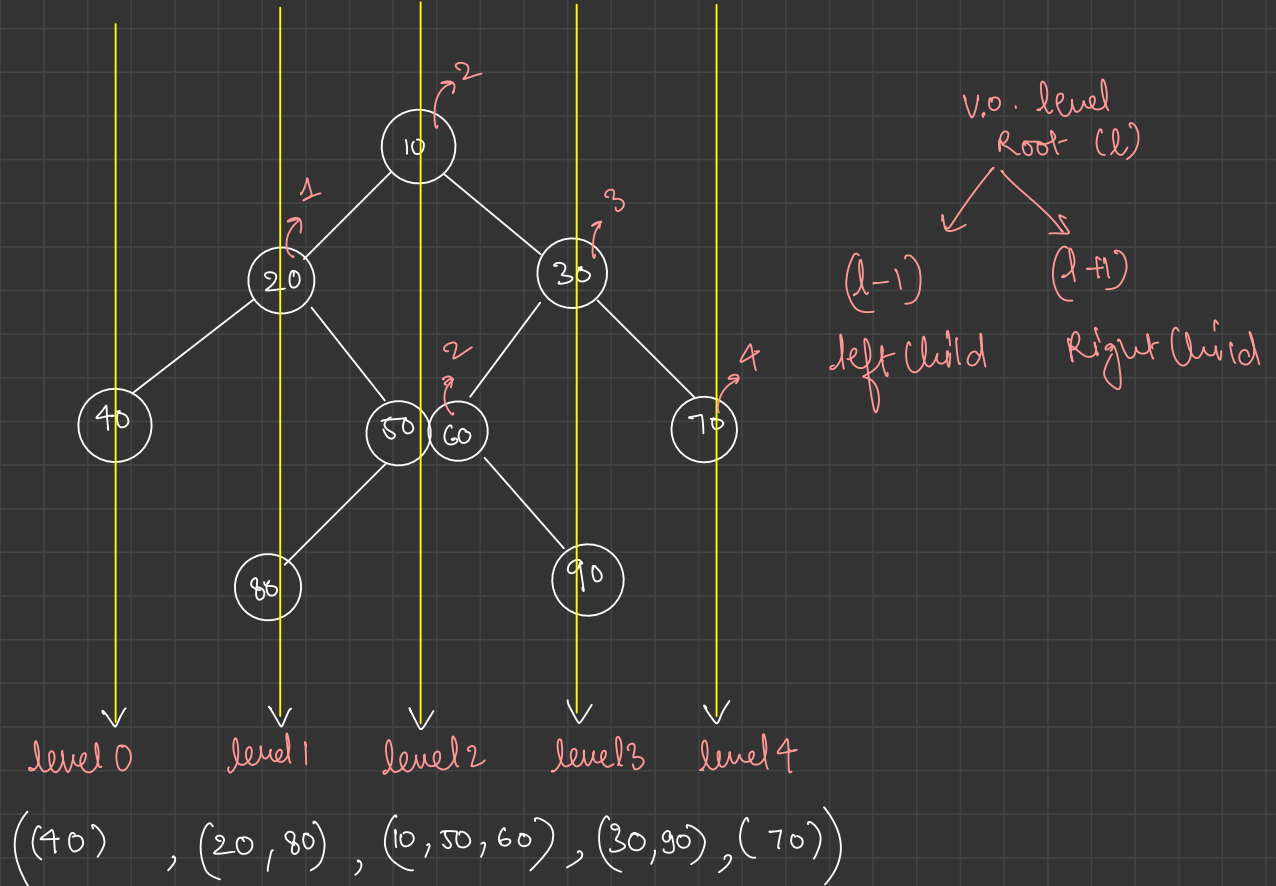 2
V.O. level
Root (l)
10
1
3
20
30
(l-1)
(l+1)
left Child
Right Child
2
4
40
50
60
70
80
90
level 0
level 1
level 2
level 3
level 4
((40) , (20,80) , (10,50,60) , (30,90) , (70))